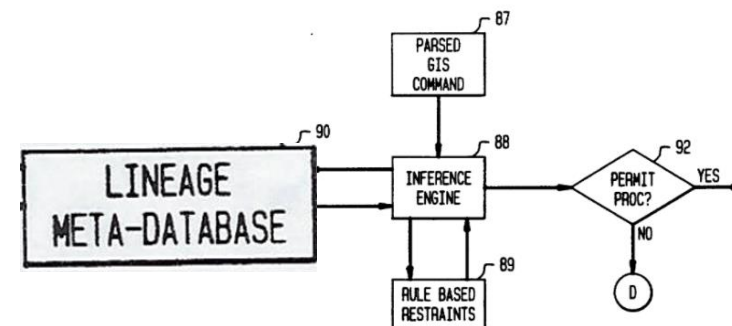 87
PARSED
GIS
COMMAND
90
LINEAGE
META-DATABASE
88
INFERENCE
ENGINE
92
PERMIT
PROC?
YES
NO
89
RULE BASED
RESTRAINTS
D